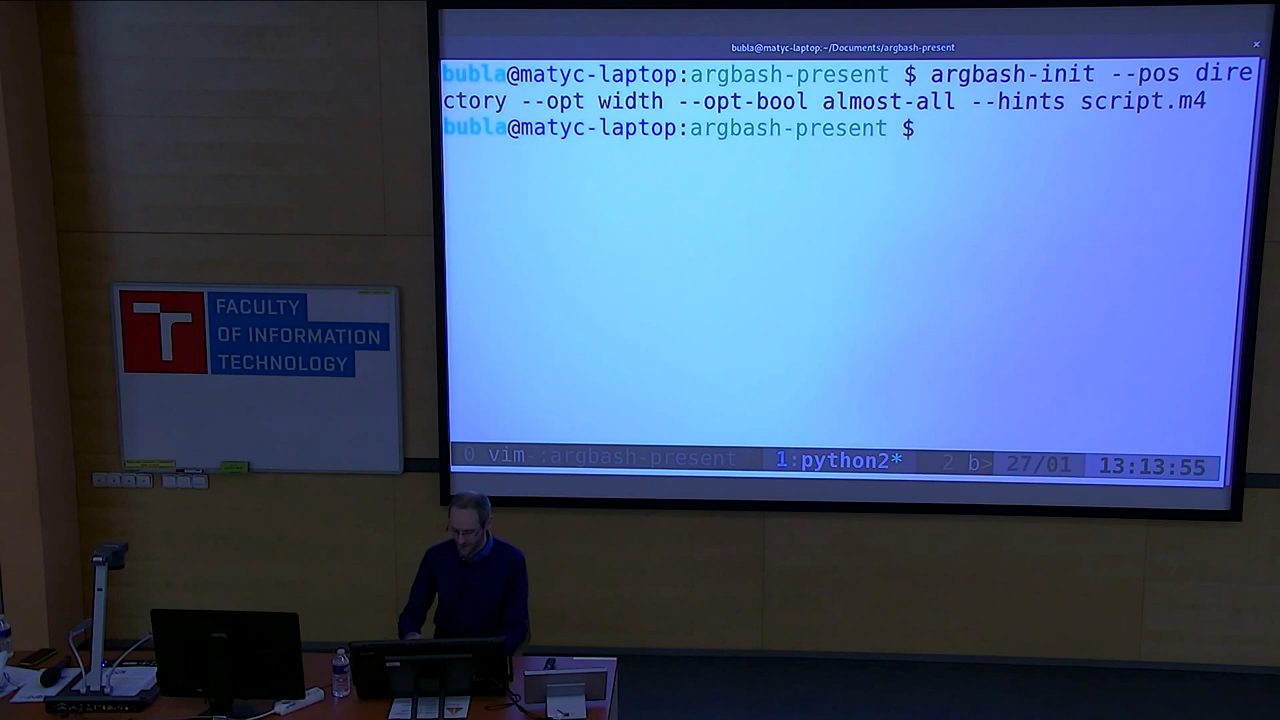 bubla@matyc-laptop:~/Documents/argbash-present
×
bubla@matyc-laptop:argbash-present $ argbash-init --pos dire
ctory --opt width --opt-bool almost-all --hints script.m4
bubla@matyc-laptop:argbash-present $
0 vim-:argbash-present 1:python2* 2 b> 27/01 13:13:55
FACULTY
OF INFORMATION
TECHNOLOGY